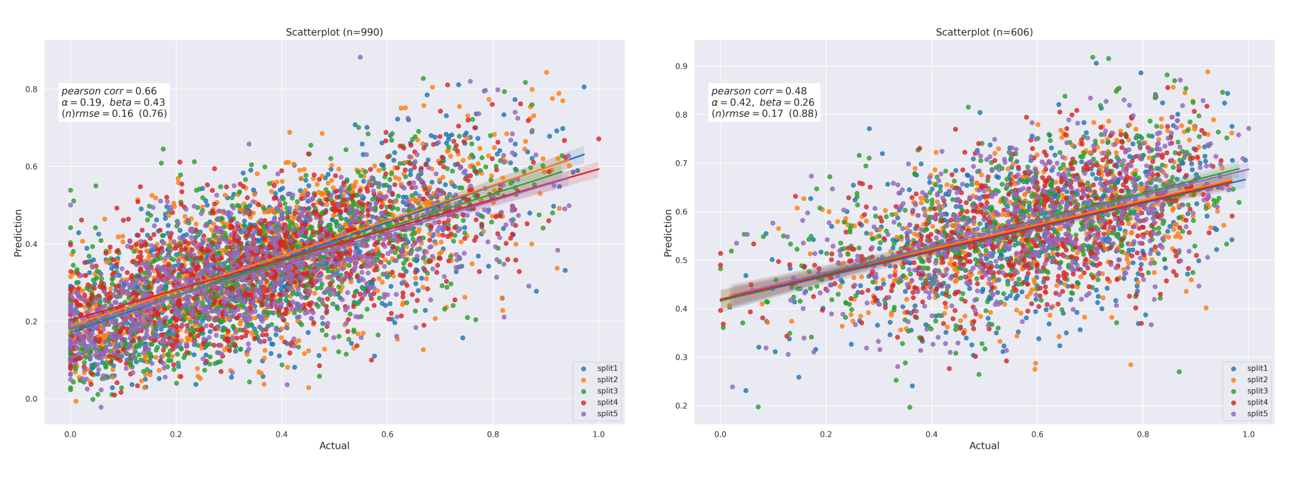 Scatterplot (n=990)
pearson corr = 0.66
α = 0.19, beta = 0.43
(n)rmse = 0.16 (0.76)
Prediction
0.8
0.6
0.4
0.2
0.0
0.0 0.2 0.4 0.6 0.8 1.0
Actual
split1
split2
split3
split4
split5
Scatterplot (n=606)
pearson corr = 0.48
α = 0.42, beta = 0.26
(n)rmse = 0.17 (0.88)
Prediction
0.9
0.8
0.7
0.6
0.5
0.4
0.3
0.2
0.0 0.2 0.4 0.6 0.8 1.0
Actual
split1
split2
split3
split4
split5